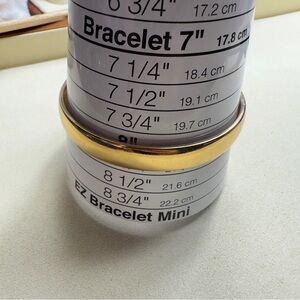 6 3/4" 17.2 cm
Bracelet 7" 17.8 cm
7 1/4" 18.4 cm
7 1/2" 19.1 cm
7 3/4" 19.7 cm
8"
8 1/2" 21.6 cm
8 3/4" 22.2 cm
EZ Bracelet Mini